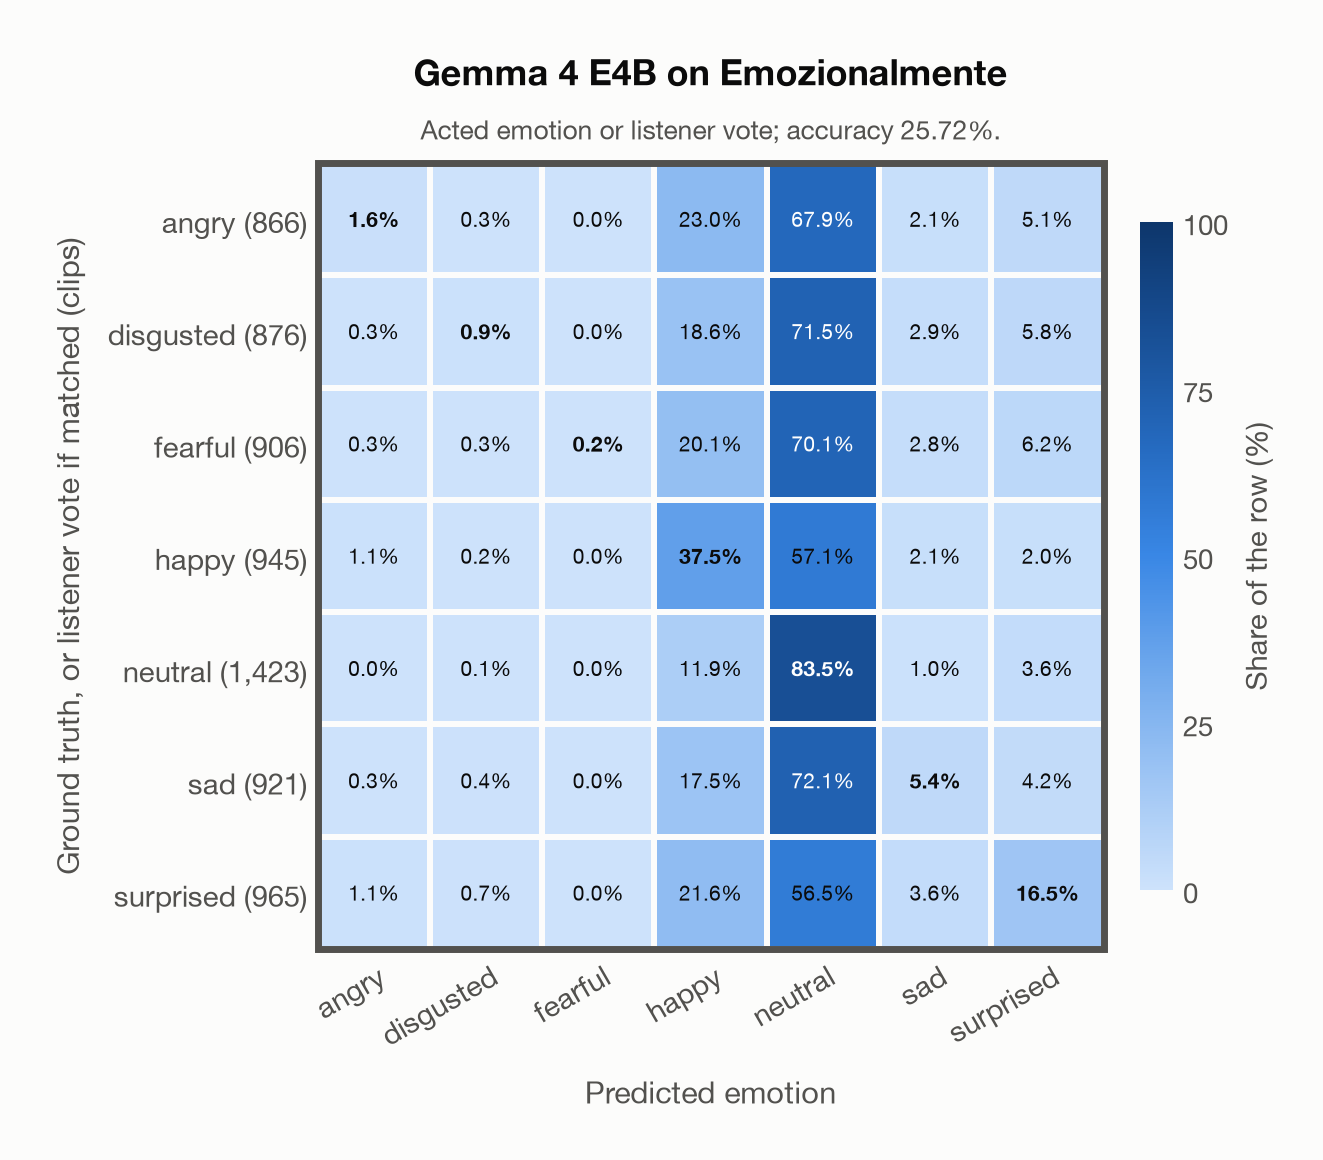 Gemma 4 E4B on Emozionalmente
Acted emotion or listener vote; accuracy 25.72%.
Ground truth, or listener vote if matched (clips)
angry (866) 1.6% 0.3% 0.0% 23.0% 67.9% 2.1% 5.1%
disgusted (876) 0.3% 0.9% 0.0% 18.6% 71.5% 2.9% 5.8%
fearful (906) 0.3% 0.3% 0.2% 20.1% 70.1% 2.8% 6.2%
happy (945) 1.1% 0.2% 0.0% 37.5% 57.1% 2.1% 2.0%
neutral (1,423) 0.0% 0.1% 0.0% 11.9% 83.5% 1.0% 3.6%
sad (921) 0.3% 0.4% 0.0% 17.5% 72.1% 5.4% 4.2%
surprised (965) 1.1% 0.7% 0.0% 21.6% 56.5% 3.6% 16.5%
angry disgusted fearful happy neutral sad surprised
Predicted emotion
100
75
50
25
0
Share of the row (%)